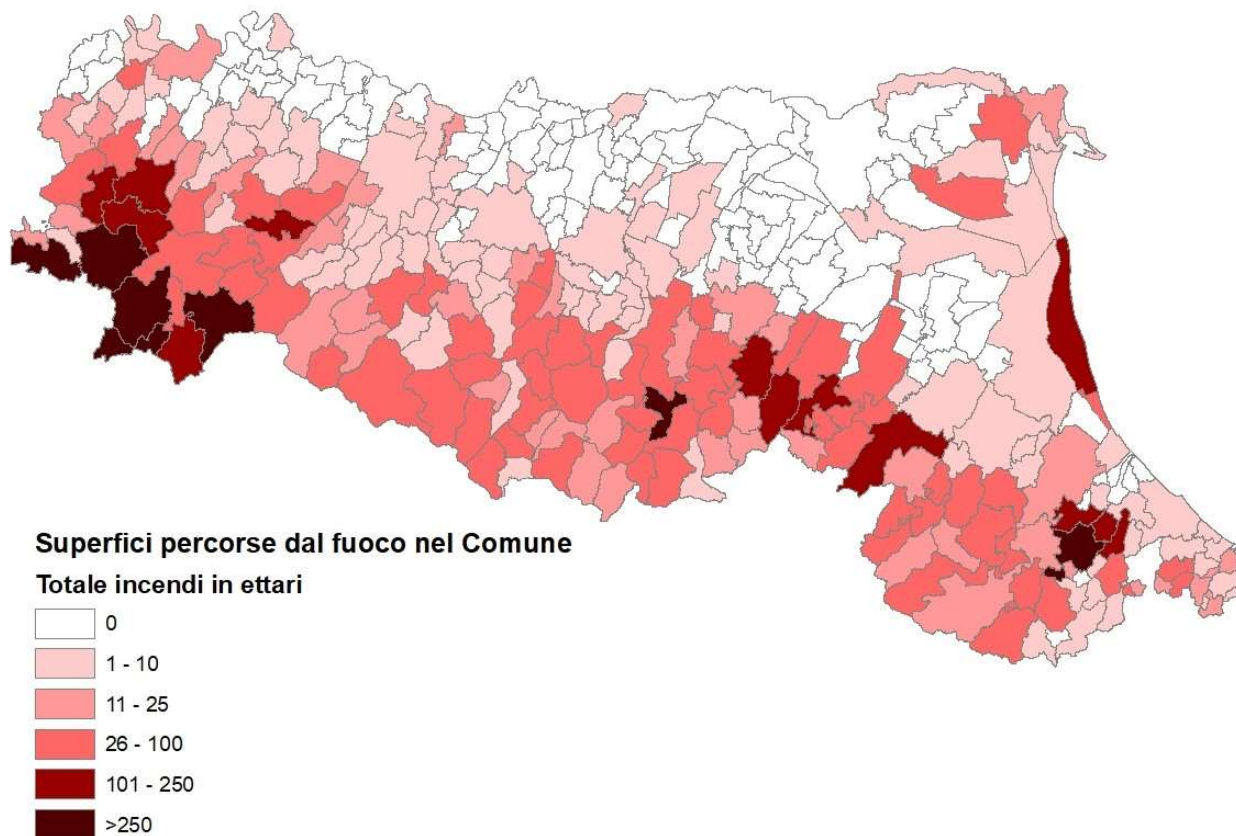 Superfici percorse dal fuoco nel Comune
Totale incendi in ettari
0
1 - 10
11 - 25
26 - 100
101 - 250
>250